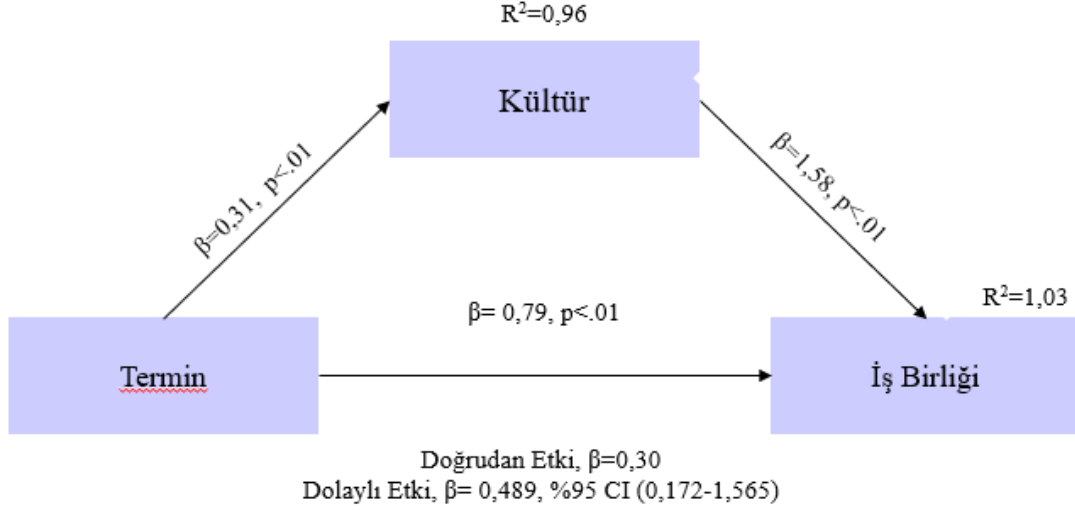 R²=0,96
Kültür
β=0,31, p<.01
β=1,58, p<.01
R²=1,03
β= 0,79, p<.01
Termin
İş Birliği
Doğrudan Etki, β=0,30
Dolaylı Etki, β= 0,489, %95 CI (0,172-1,565)